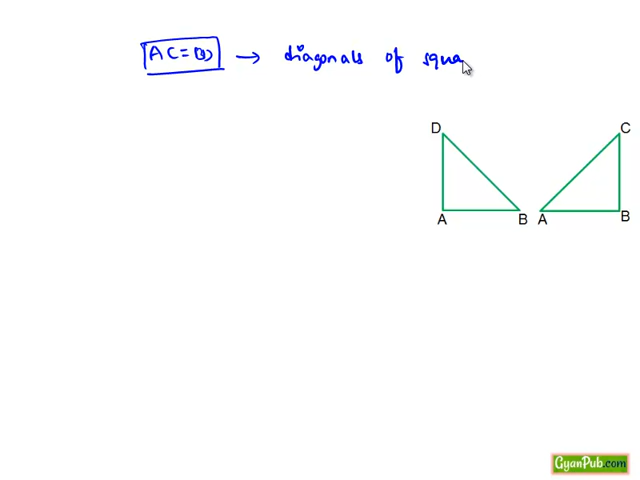 AC = BD → diagonals of squa
D C
A B A B
GyanPub.com